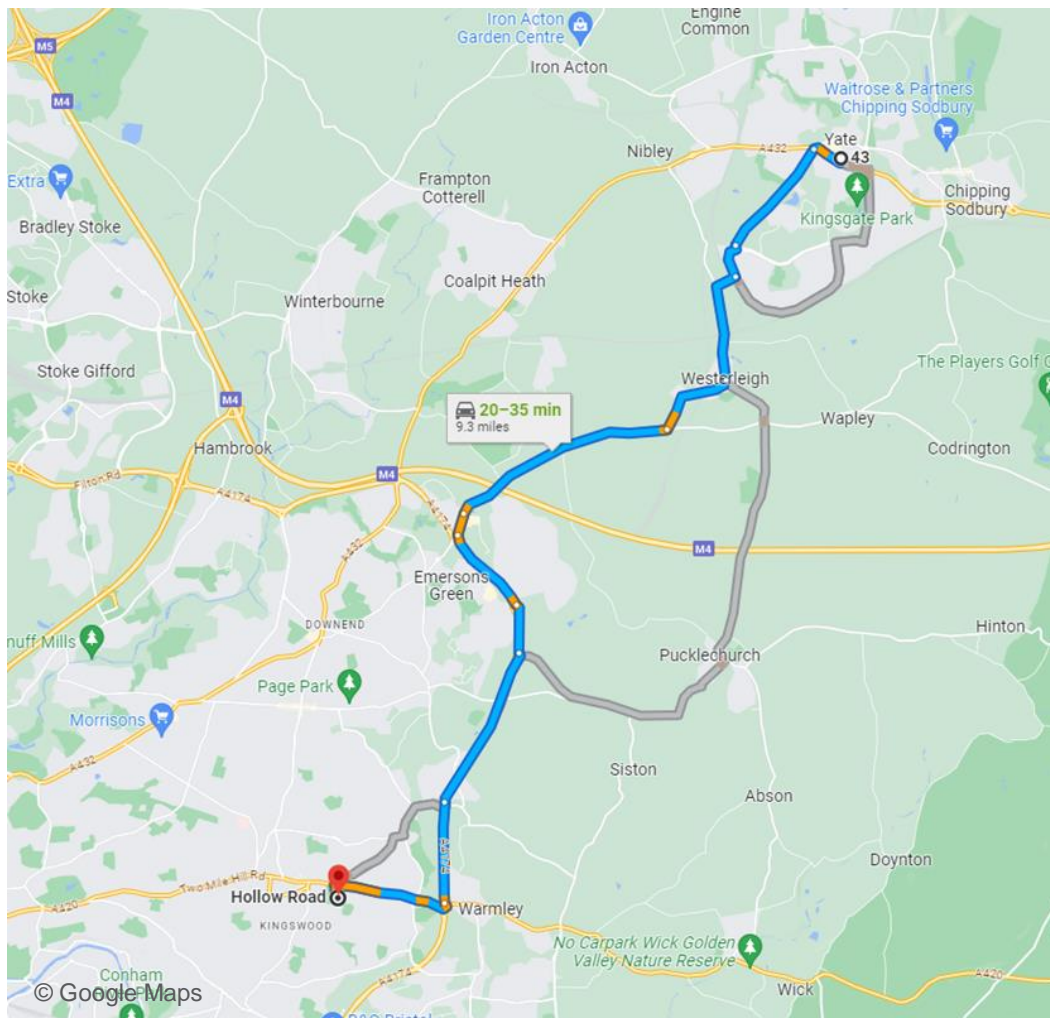 Engine
Common
Iron Acton
Garden Centre
M5
Iron Acton
M4
Waitrose & Partners
Chipping Sodbury
Yate
A432
43
Nibley
Extra
Frampton
Cotterell
Chipping
Sodbury
Kingsgate Park
Bradley Stoke
Coalpit Heath
Stoke
Winterbourne
The Players Golf C
Stoke Gifford
Westerleigh
M4
20–35 min
9.3 miles
Wapley
Hambrook
Codrington
M4
Filton Rd
A4174
A4174
A432
M4
Emersons
Green
DOWNEND
Hinton
nuff Mills
Pucklechurch
Page Park
Morrisons
A432
Siston
Abson
Doynton
Two Mile Hill Rd
Hollow Road
A420
Warmley
KINGSWOOD
No Carpark Wick Golden
Valley Nature Reserve
A4174
A420
Conham
Wick
© Google Maps